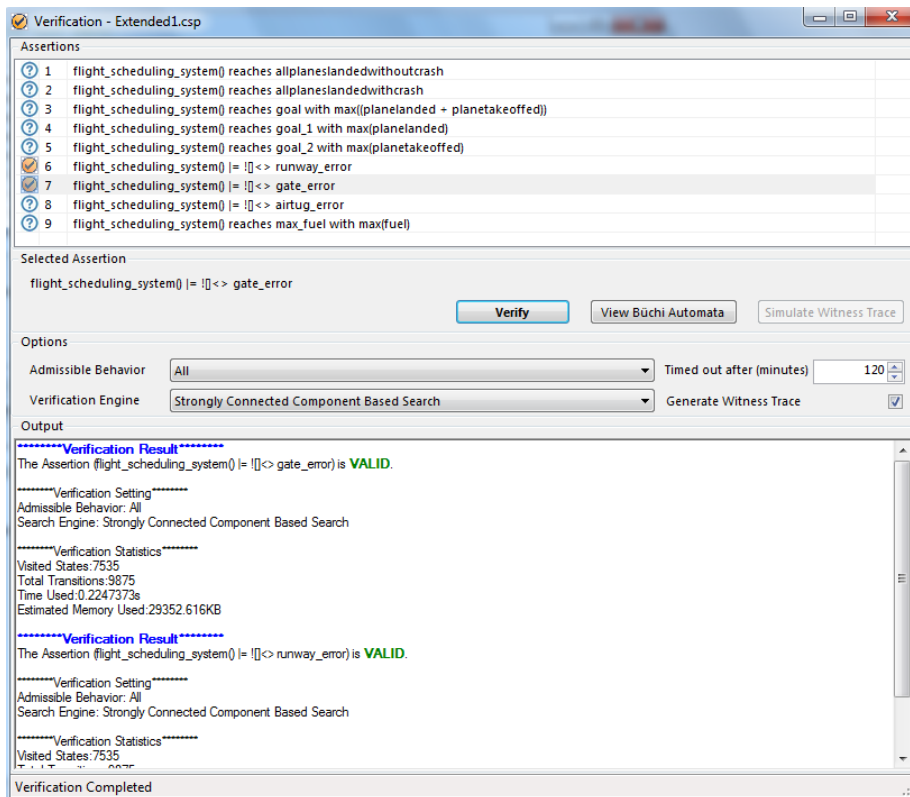 Verification - Extended1.csp
Assertions
1 flight_scheduling_system() reaches allplaneslandedwithoutcrash
2 flight_scheduling_system() reaches allplaneslandedwithcrash
3 flight_scheduling_system() reaches goal with max((planelanded + planetakeoffed))
4 flight_scheduling_system() reaches goal_1 with max(planelanded)
5 flight_scheduling_system() reaches goal_2 with max(planetakeoffed)
6 flight_scheduling_system() |= ![]<> runway_error
7 flight_scheduling_system() |= ![]<> gate_error
8 flight_scheduling_system() |= ![]<> airtug_error
9 flight_scheduling_system() reaches max_fuel with max(fuel)
Selected Assertion
flight_scheduling_system() |= ![]<> gate_error
Verify View Büchi Automata Simulate Witness Trace
Options
Admissible Behavior All Timed out after (minutes) 120
Verification Engine Strongly Connected Component Based Search Generate Witness Trace
Output
********Verification Result********
The Assertion (flight_scheduling_system() |= ![]<> gate_error) is VALID.
********Verification Setting********
Admissible Behavior: All
Search Engine: Strongly Connected Component Based Search
********Verification Statistics********
Visited States:7535
Total Transitions:9875
Time Used:0.2247373s
Estimated Memory Used:29352.616KB
********Verification Result********
The Assertion (flight_scheduling_system() |= ![]<> runway_error) is VALID.
********Verification Setting********
Admissible Behavior: All
Search Engine: Strongly Connected Component Based Search
********Verification Statistics********
Visited States:7535
Verification Completed